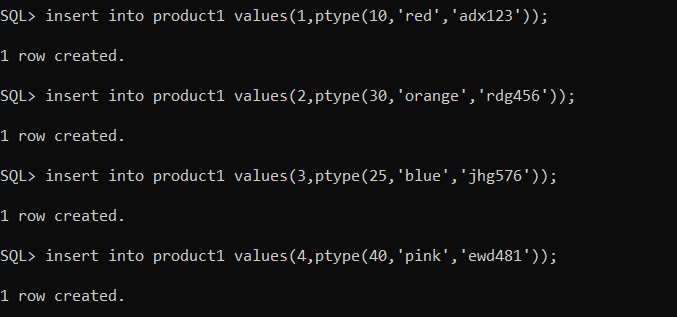 SQL> insert into product1 values(1,ptype(10,'red','adx123'));
1 row created.
SQL> insert into product1 values(2,ptype(30,'orange','rdg456'));
1 row created.
SQL> insert into product1 values(3,ptype(25,'blue','jhg576'));
1 row created.
SQL> insert into product1 values(4,ptype(40,'pink','ewd481'));
1 row created.